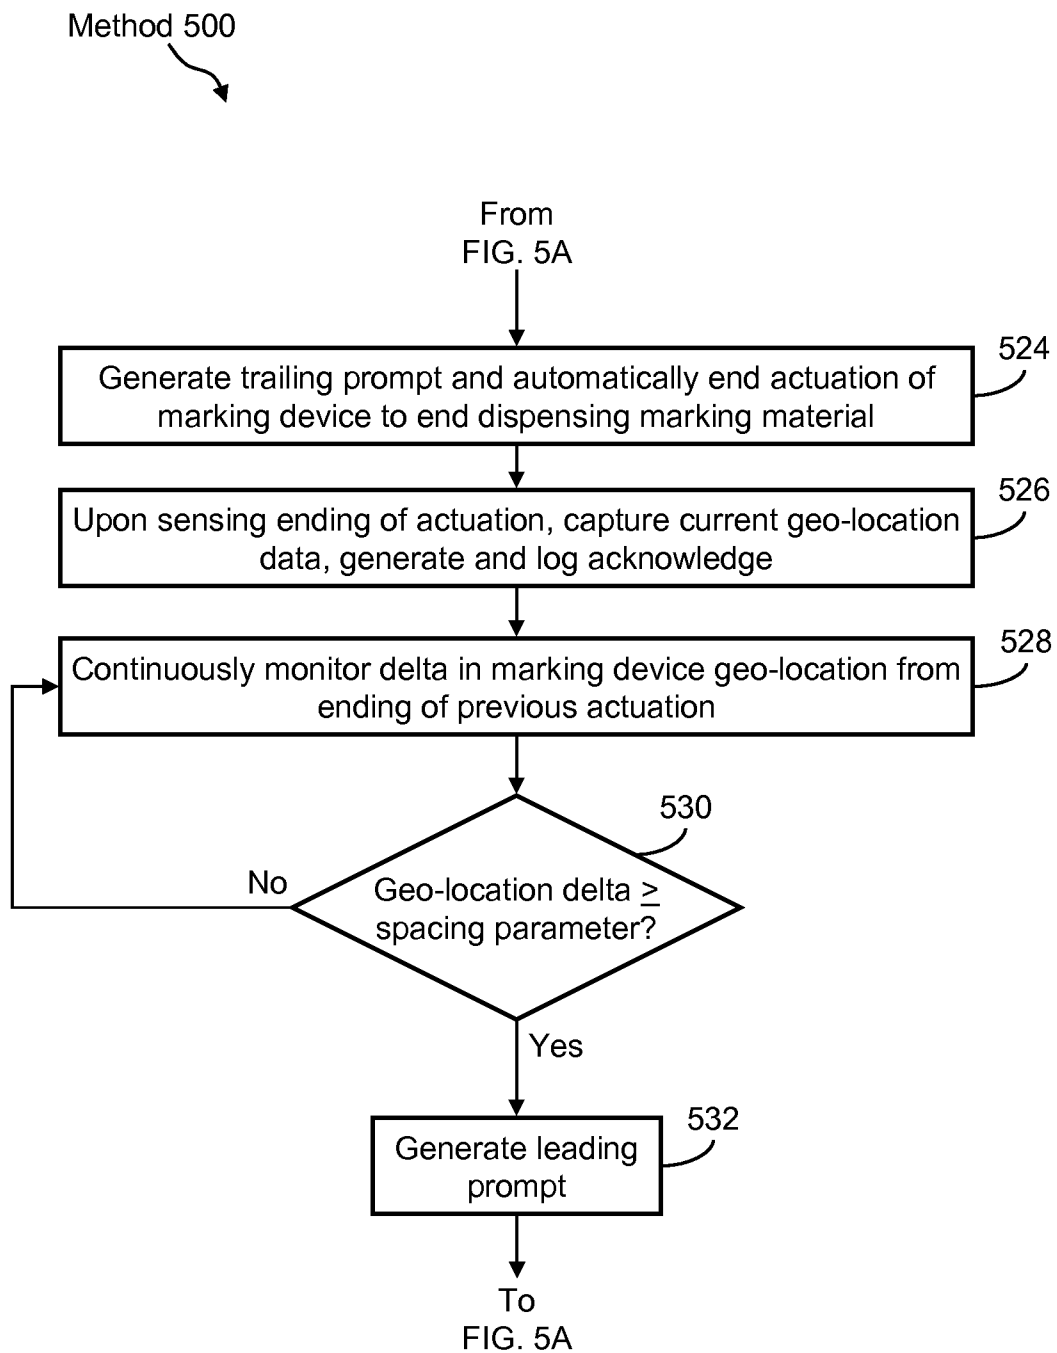 Method 500
From
FIG. 5A
524
Generate trailing prompt and automatically end actuation of
marking device to end dispensing marking material
526
Upon sensing ending of actuation, capture current geo-location
data, generate and log acknowledge
528
Continuously monitor delta in marking device geo-location from
ending of previous actuation
530
No
Geo-location delta ≥
spacing parameter?
Yes
532
Generate leading
prompt
To
FIG. 5A